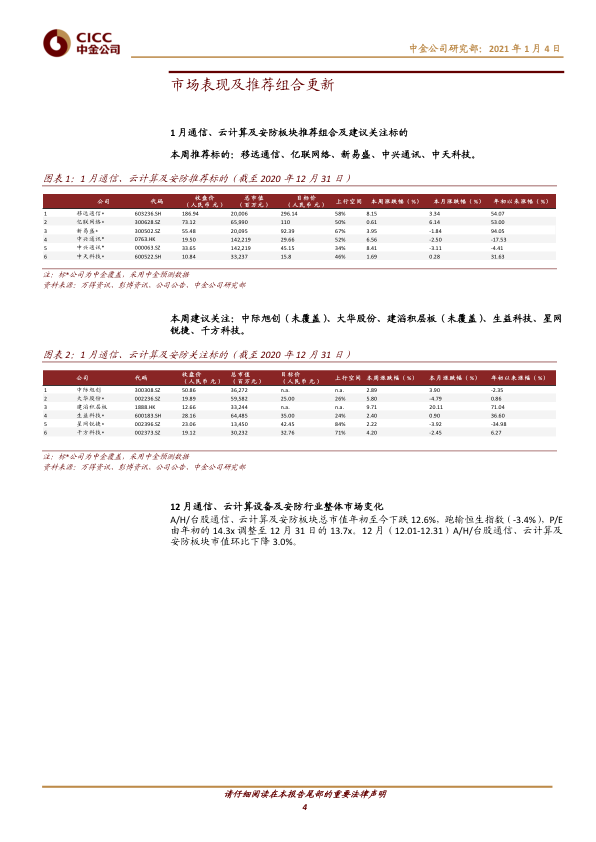 CICC
中金公司
中金公司研究部：2021 年 1 月 4 日
市场表现及推荐组合更新
1 月通信、云计算及安防板块推荐组合及建议关注标的
本周推荐标的：移远通信、亿联网络、新易盛、中兴通讯、中天科技。
图表 1：1 月通信、云计算及安防推荐标的（截至 2020 年 12 月 31 日）
公司 代码 收盘价（人民币元） 总市值（百万元） 目标价（人民币元） 上行空间 本周涨跌幅（%） 本月涨跌幅（%） 年初以来涨幅（%）
1 移远通信* 603236.SH 186.94 20,006 296.14 58% 8.15 3.34 54.07
2 亿联网络* 300628.SZ 73.12 65,990 110 50% 0.61 6.14 53.00
3 新易盛* 300502.SZ 55.48 20,095 92.39 67% 3.95 -1.84 94.05
4 中兴通讯* 0763.HK 19.50 142,219 29.66 52% 6.56 -2.50 -17.53
5 中兴通讯* 000063.SZ 33.65 142,219 45.15 34% 8.41 -3.11 -4.41
6 中天科技* 600522.SH 10.84 33,237 15.8 46% 1.69 0.28 31.63
注：标*公司为中金覆盖，采用中金预测数据
资料来源：万得资讯、彭博资讯、公司公告、中金公司研究部
本周建议关注：中际旭创（未覆盖）、大华股份、建滔积层板（未覆盖）、生益科技、星网
锐捷、千方科技。
图表 2：1 月通信、云计算及安防关注标的（截至 2020 年 12 月 31 日）
公司 代码 收盘价（人民币元） 总市值（百万元） 目标价（人民币元） 上行空间 本周涨跌幅（%） 本月涨跌幅（%） 年初以来涨幅（%）
1 中际旭创 300308.SZ 50.86 36,272 n.a. n.a. 2.89 3.90 -2.35
2 大华股份* 002236.SZ 19.89 59,582 25.00 26% 5.80 -4.79 0.86
3 建滔积层板 1888.HK 12.66 33,244 n.a. n.a. 9.71 20.11 71.04
4 生益科技* 600183.SH 28.16 64,485 35.00 24% 2.40 0.90 36.60
5 星网锐捷* 002396.SZ 23.06 13,450 42.45 84% 2.22 -3.92 -34.98
6 千方科技* 002373.SZ 19.12 30,232 32.76 71% 4.20 -2.45 6.27
注：标*公司为中金覆盖，采用中金预测数据
资料来源：万得资讯、彭博资讯、公司公告、中金公司研究部
12 月通信、云计算设备及安防行业整体市场变化
A/H/台股通信、云计算及安防板块总市值年初至今下跌 12.6%，跑输恒生指数（-3.4%），P/E
由年初的 14.3x 调整至 12 月 31 日的 13.7x。12 月（12.01-12.31）A/H/台股通信、云计算及
安防板块市值环比下降 3.0%。
请仔细阅读在本报告尾部的重要法律声明
4